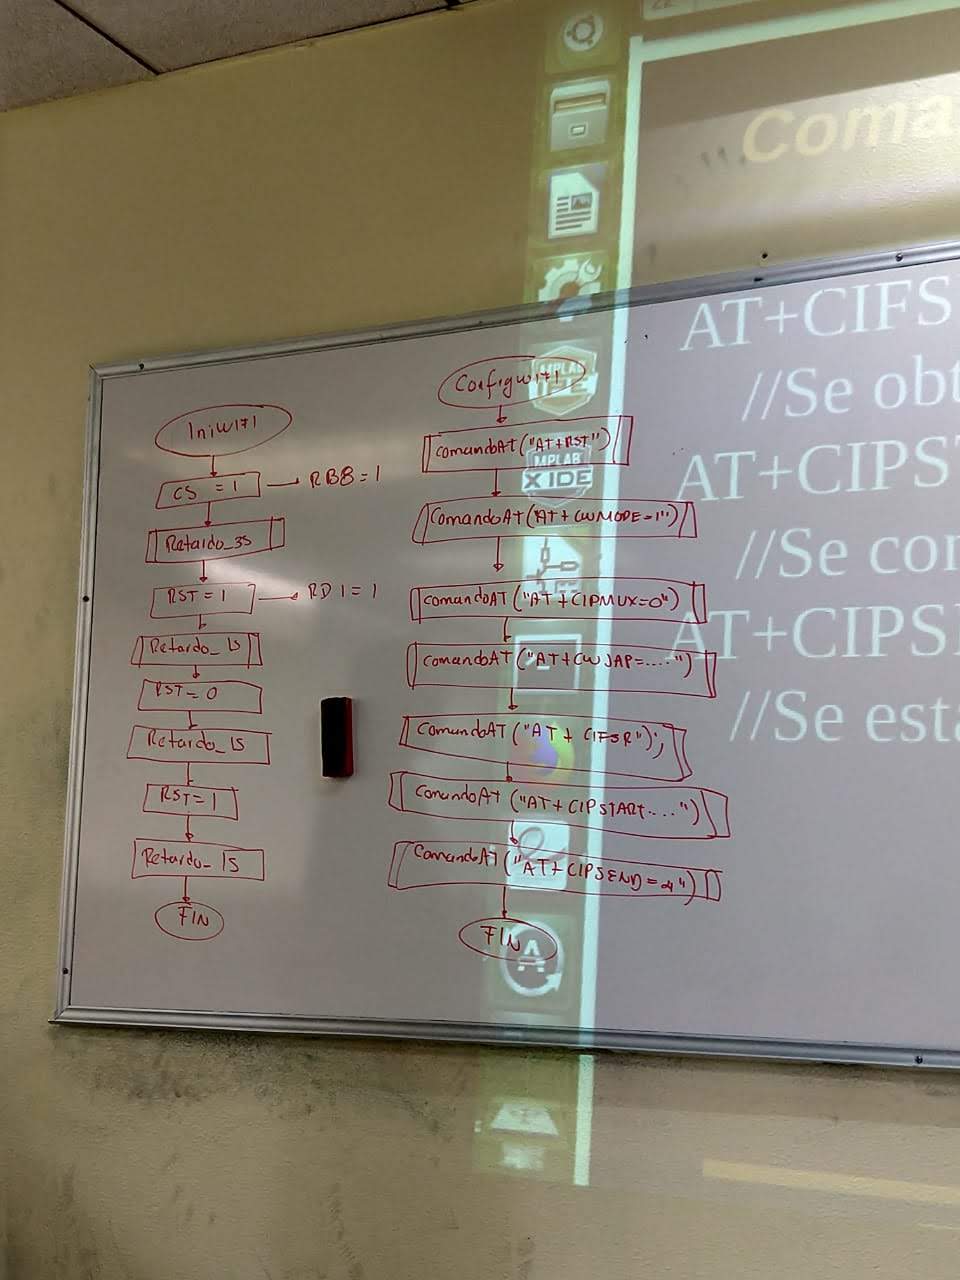 Coma
AT+CIFS
//Se obt
AT+CIPST
//Se con
AT+CIPS
//Se esta
MPLAB
IPE
MPLAB
X IDE
IniWIFI
CS = 1 → RB8 = 1
Retardo_3s
RST = 1 → RD1 = 1
Retardo_1s
RST = 0
Retardo_1s
RST = 1
Retardo_1s
FIN
ConfigWIFI
comandoAT("AT+RST")
ComandoAT("AT+CWMODE=1")
comandoAT("AT+CIPMUX=0")
comandoAT("AT+CWJAP=....")
comandoAT("AT+CIFSR");
comandoAt("AT+CIPSTART....")
comandoAT("AT+CIPSEND=4")
FIN